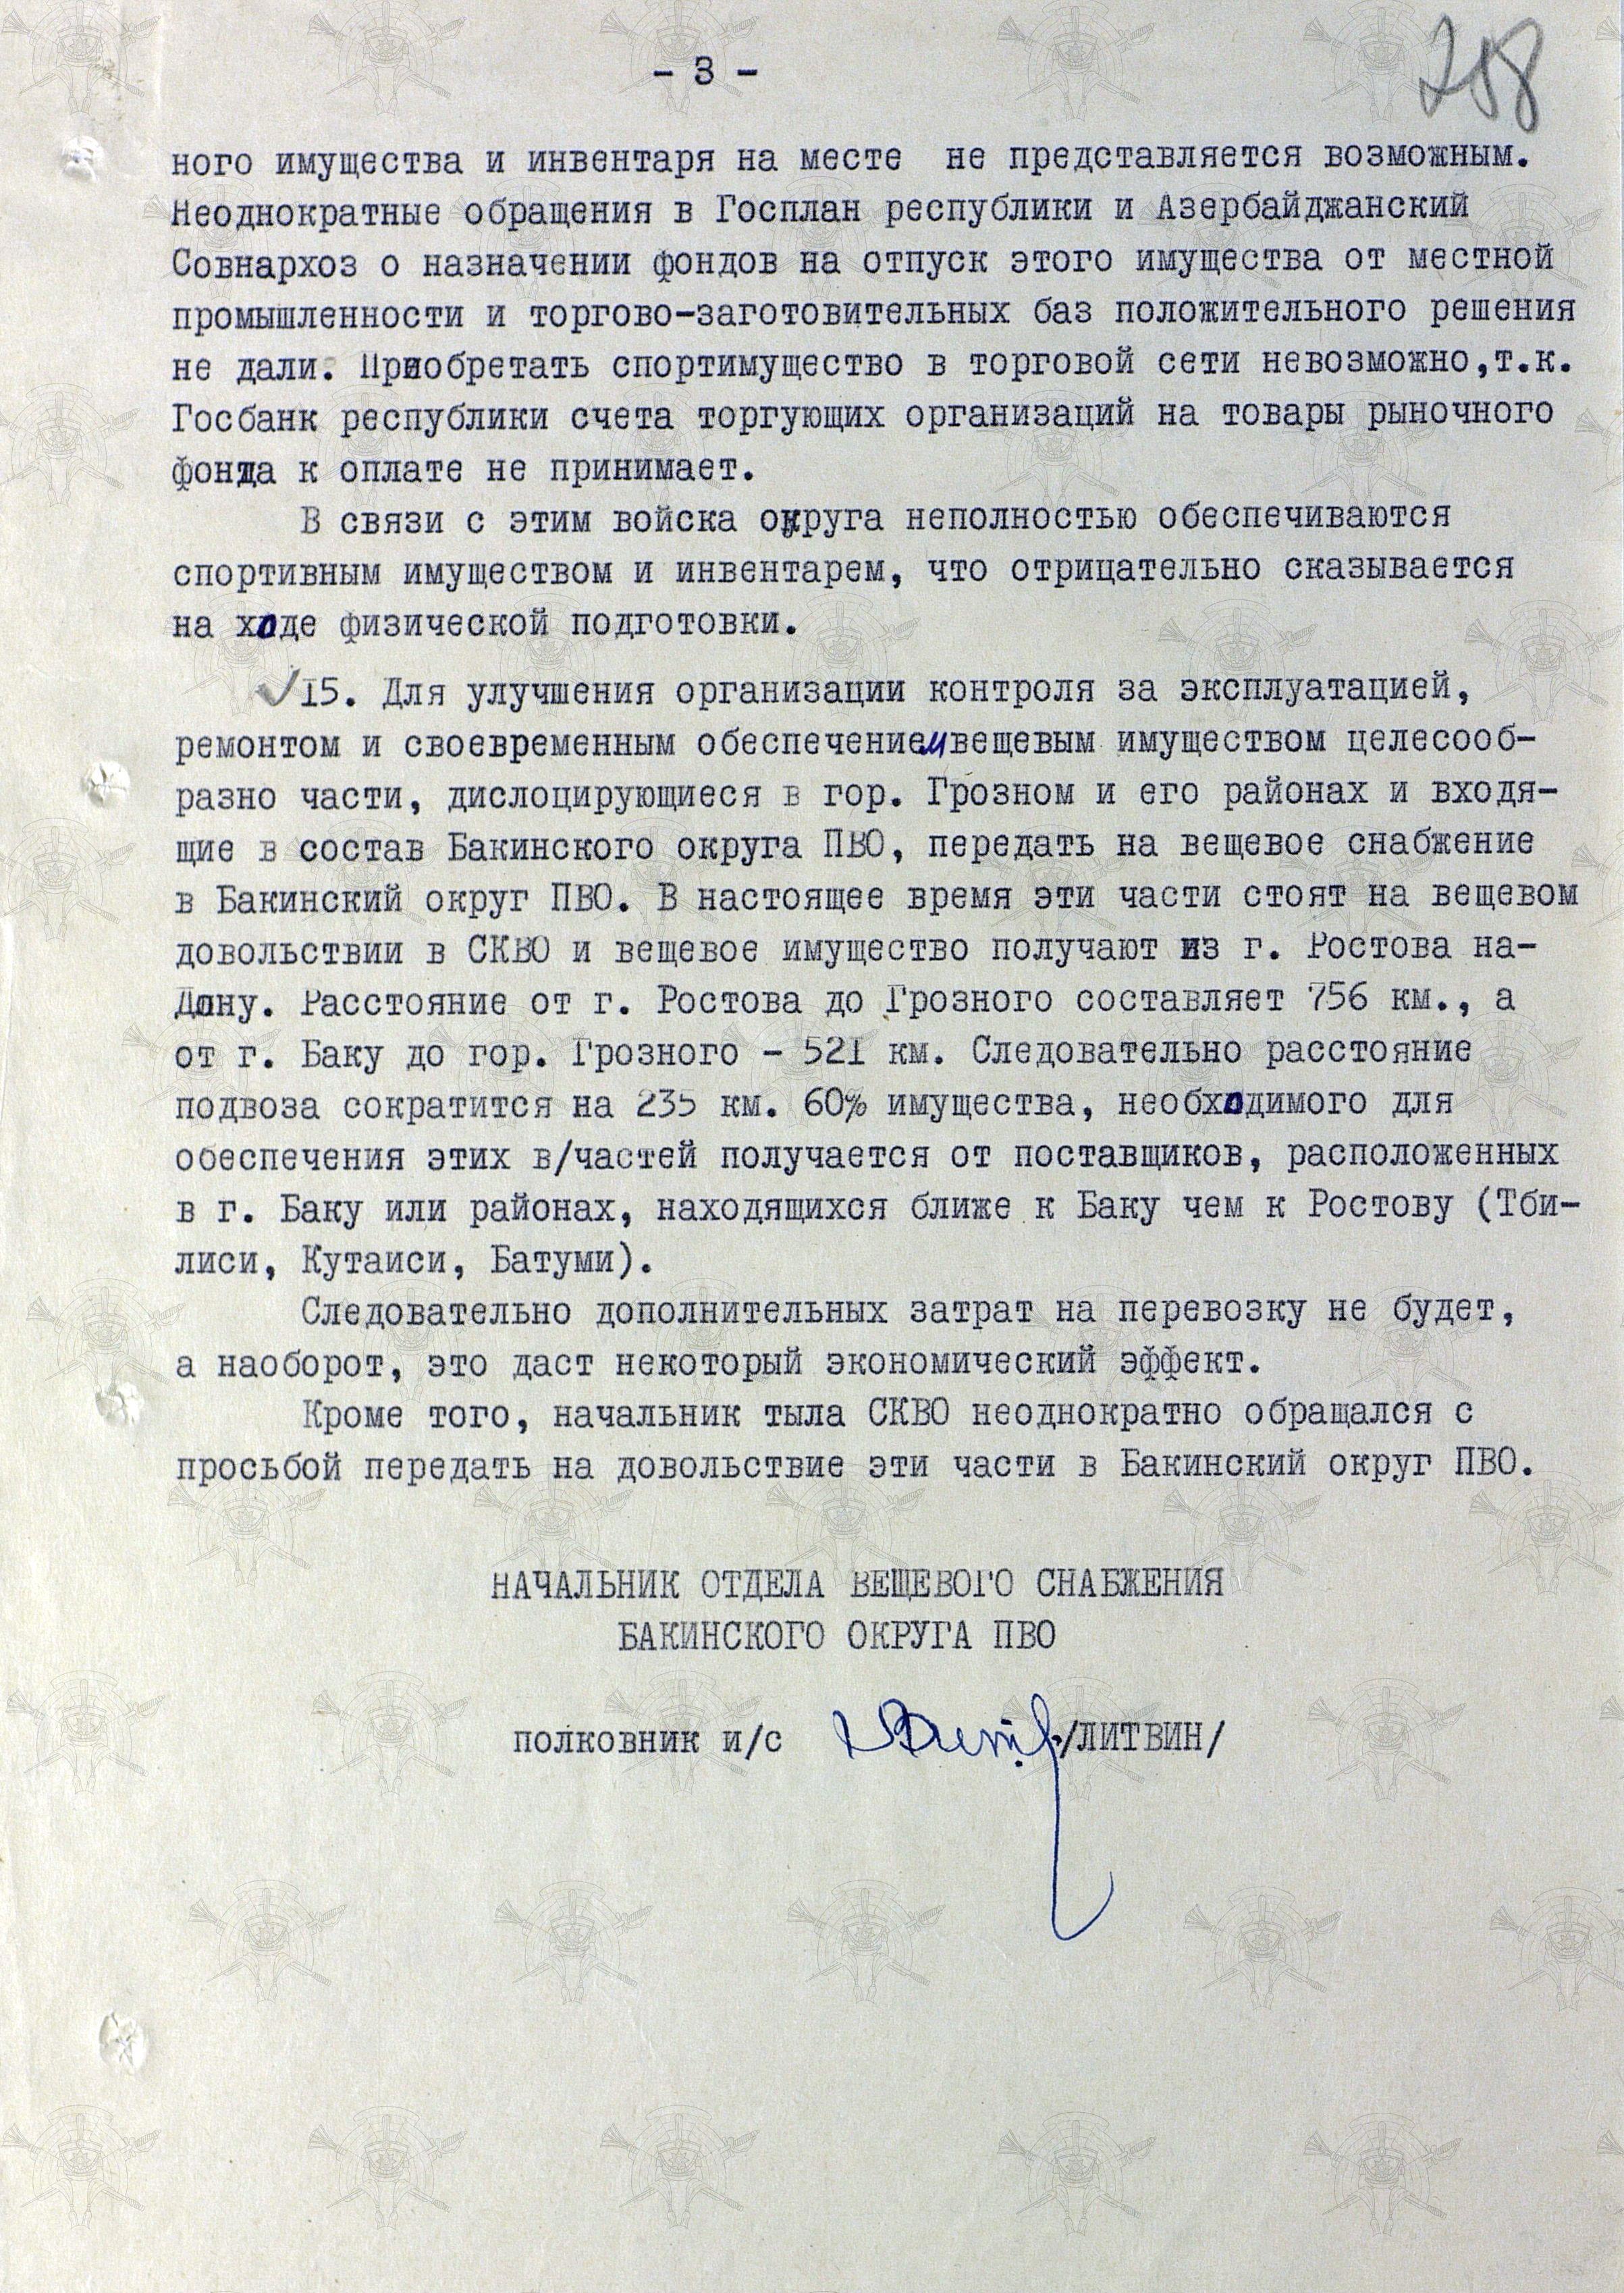 - 3 -
218
ного имущества и инвентаря на месте не представляется возможным.
Неоднократные обращения в Госплан республики и Азербайджанский
Совнархоз о назначении фондов на отпуск этого имущества от местной
промышленности и торгово-заготовительных баз положительного решения
не дали. Приобретать спортимущество в торговой сети невозможно,т.к.
Госбанк республики счета торгующих организаций на товары рыночного
фонда к оплате не принимает.
В связи с этим войска округа неполностью обеспечиваются
спортивным имуществом и инвентарем, что отрицательно сказывается
на ходе физической подготовки.
15. Для улучшения организации контроля за эксплуатацией,
ремонтом и своевременным обеспечением вещевым имуществом целесооб-
разно части, дислоцирующиеся в гор. Грозном и его районах и входя-
щие в состав Бакинского округа ПВО, передать на вещевое снабжение
в Бакинский округ ПВО. В настоящее время эти части стоят на вещевом
довольствии в СКВО и вещевое имущество получают из г. Ростова на-
Дону. Расстояние от г. Ростова до Грозного составляет 756 км., а
от г. Баку до гор. Грозного - 521 км. Следовательно расстояние
подвоза сократится на 235 км. 60% имущества, необходимого для
обеспечения этих в/частей получается от поставщиков, расположенных
в г. Баку или районах, находящихся ближе к Баку чем к Ростову (Тби-
лиси, Кутаиси, Батуми).
Следовательно дополнительных затрат на перевозку не будет,
а наоборот, это даст некоторый экономический эффект.
Кроме того, начальник тыла СКВО неоднократно обращался с
просьбой передать на довольствие эти части в Бакинский округ ПВО.
НАЧАЛЬНИК ОТДЕЛА ВЕЩЕВОГО СНАБЖЕНИЯ
БАКИНСКОГО ОКРУГА ПВО
полковник и/с /ЛИТВИН/